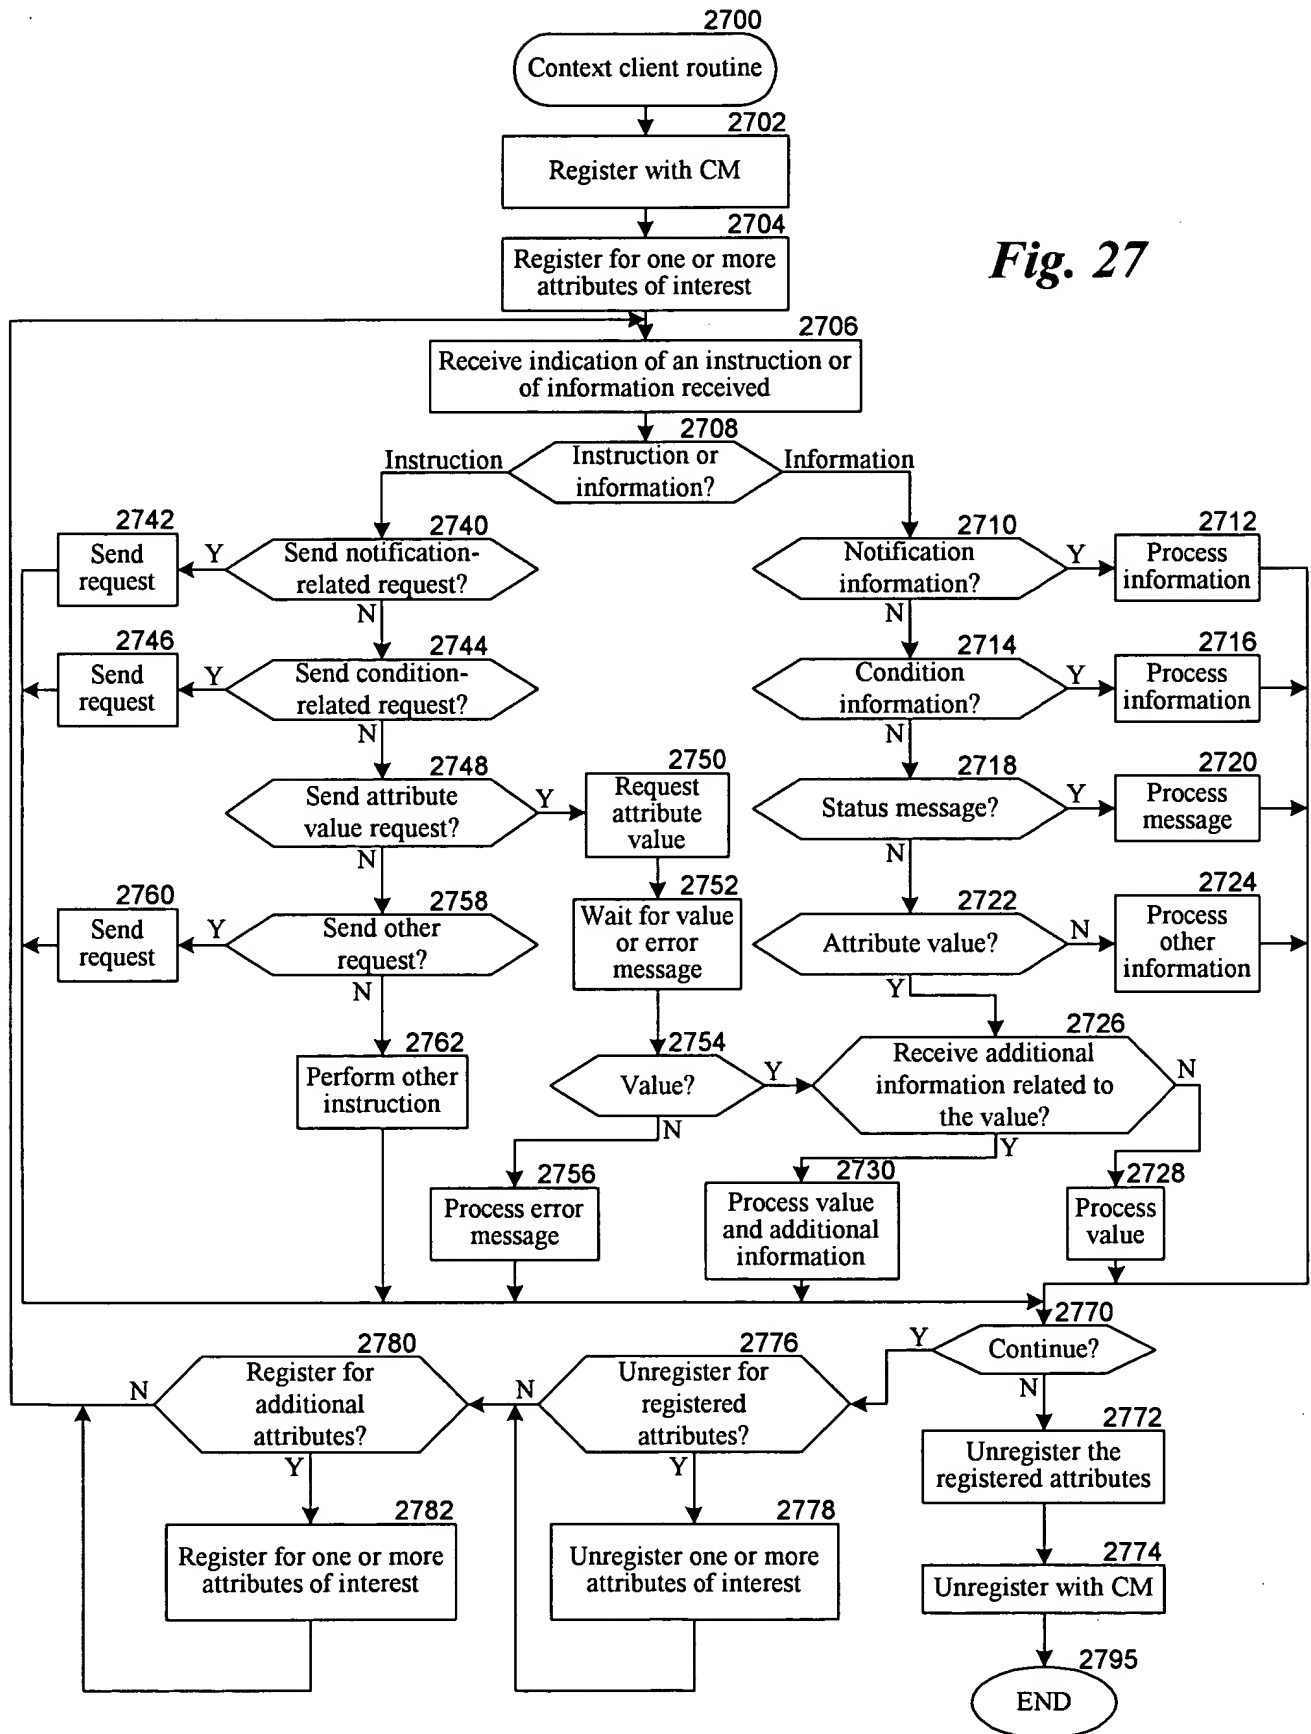 2700
Context client routine
2702
Register with CM
2704
Register for one or more
attributes of interest
Fig. 27
2706
Receive indication of an instruction or
of information received
2708
Instruction or
information?
Instruction
Information
2742
Send
request
Y
2740
Send notification-
related request?
N
2710
Notification
information?
Y
N
2712
Process
information
2746
Send
request
Y
2744
Send condition-
related request?
N
2714
Condition
information?
Y
N
2716
Process
information
2748
Send attribute
value request?
Y
N
2750
Request
attribute
value
2718
Status message?
Y
N
2720
Process
message
2760
Send
request
Y
2758
Send other
request?
N
2752
Wait for value
or error
message
2722
Attribute value?
N
Y
2724
Process
other
information
2762
Perform other
instruction
2754
Value?
Y
N
2726
Receive additional
information related to
the value?
N
Y
2756
Process error
message
2730
Process value
and additional
information
2728
Process
value
2770
Continue?
Y
N
2780
Register for
additional
attributes?
N
Y
2776
Unregister for
registered
attributes?
N
Y
2772
Unregister the
registered attributes
2782
Register for one or more
attributes of interest
2778
Unregister one or more
attributes of interest
2774
Unregister with CM
2795
END